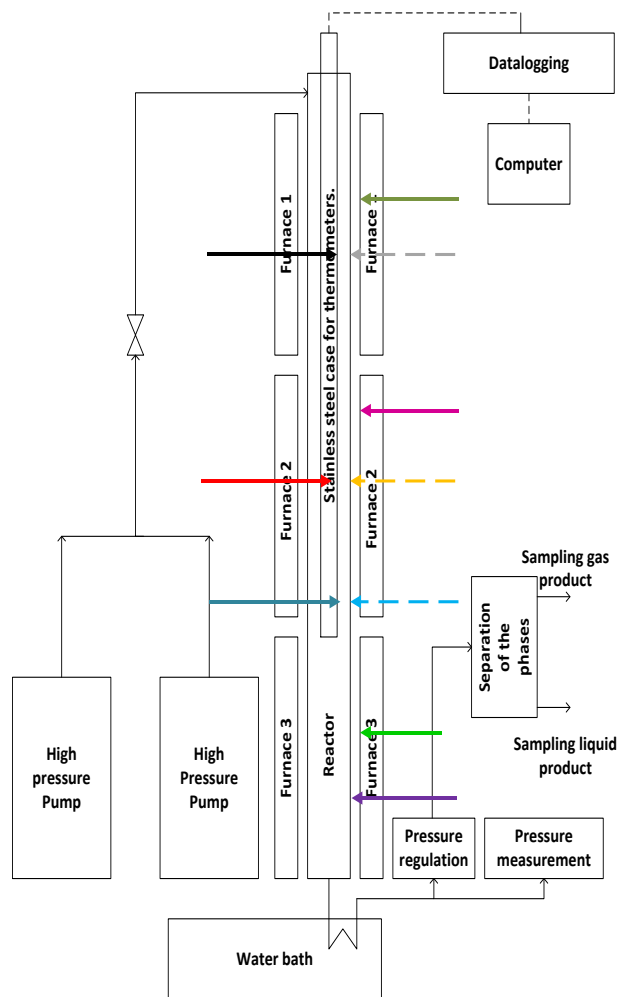 Datalogging
Computer
Furnace 1
Stainless steel case for thermometers.
Furnace 1
Furnace 2
Furnace 2
Sampling gas
product
Separation
of the
phases
Sampling liquid
product
High
pressure
Pump
High
Pressure
Pump
Furnace 3
Reactor
Furnace 3
Pressure
regulation
Pressure
measurement
Water bath